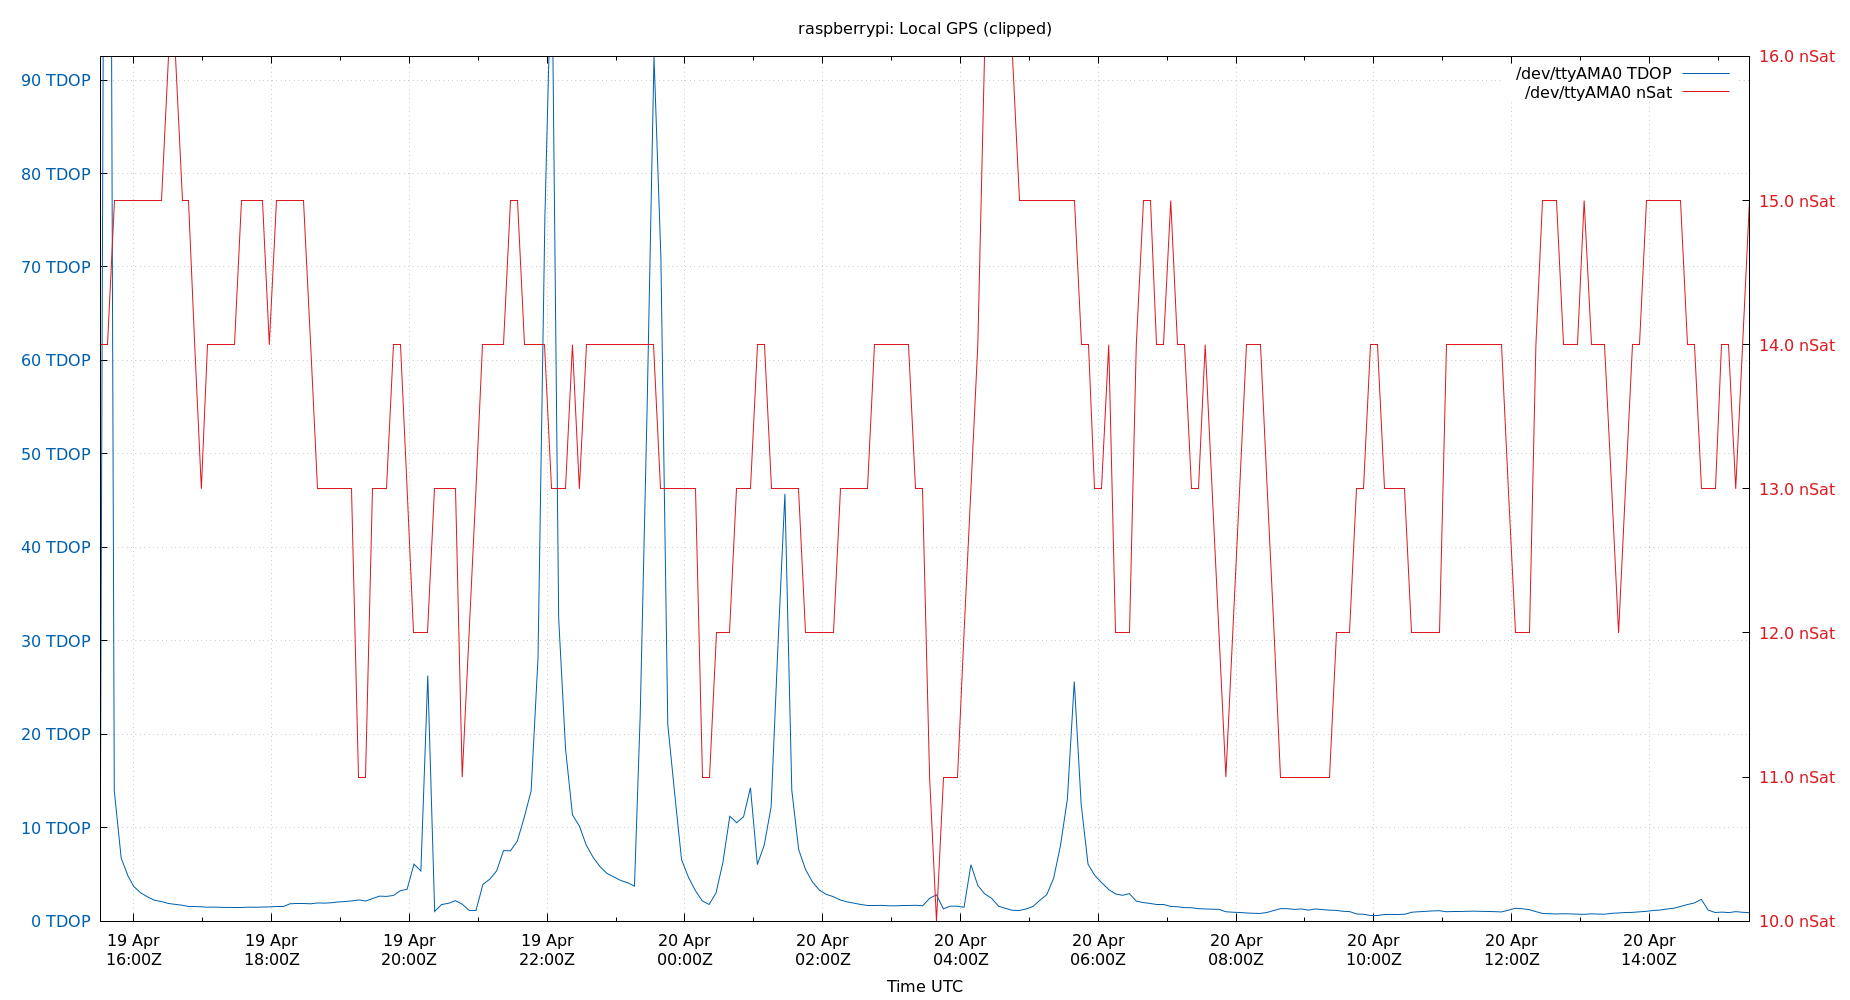 raspberrypi: Local GPS (clipped)
90 TDOP
80 TDOP
70 TDOP
60 TDOP
50 TDOP
40 TDOP
30 TDOP
20 TDOP
10 TDOP
0 TDOP
/dev/ttyAMA0 TDOP
/dev/ttyAMA0 nSat
16.0 nSat
15.0 nSat
14.0 nSat
13.0 nSat
12.0 nSat
11.0 nSat
10.0 nSat
19 Apr 19 Apr 19 Apr 19 Apr 20 Apr 20 Apr 20 Apr 20 Apr 20 Apr 20 Apr 20 Apr 20 Apr
16:00Z 18:00Z 20:00Z 22:00Z 00:00Z 02:00Z 04:00Z 06:00Z 08:00Z 10:00Z 12:00Z 14:00Z
Time UTC